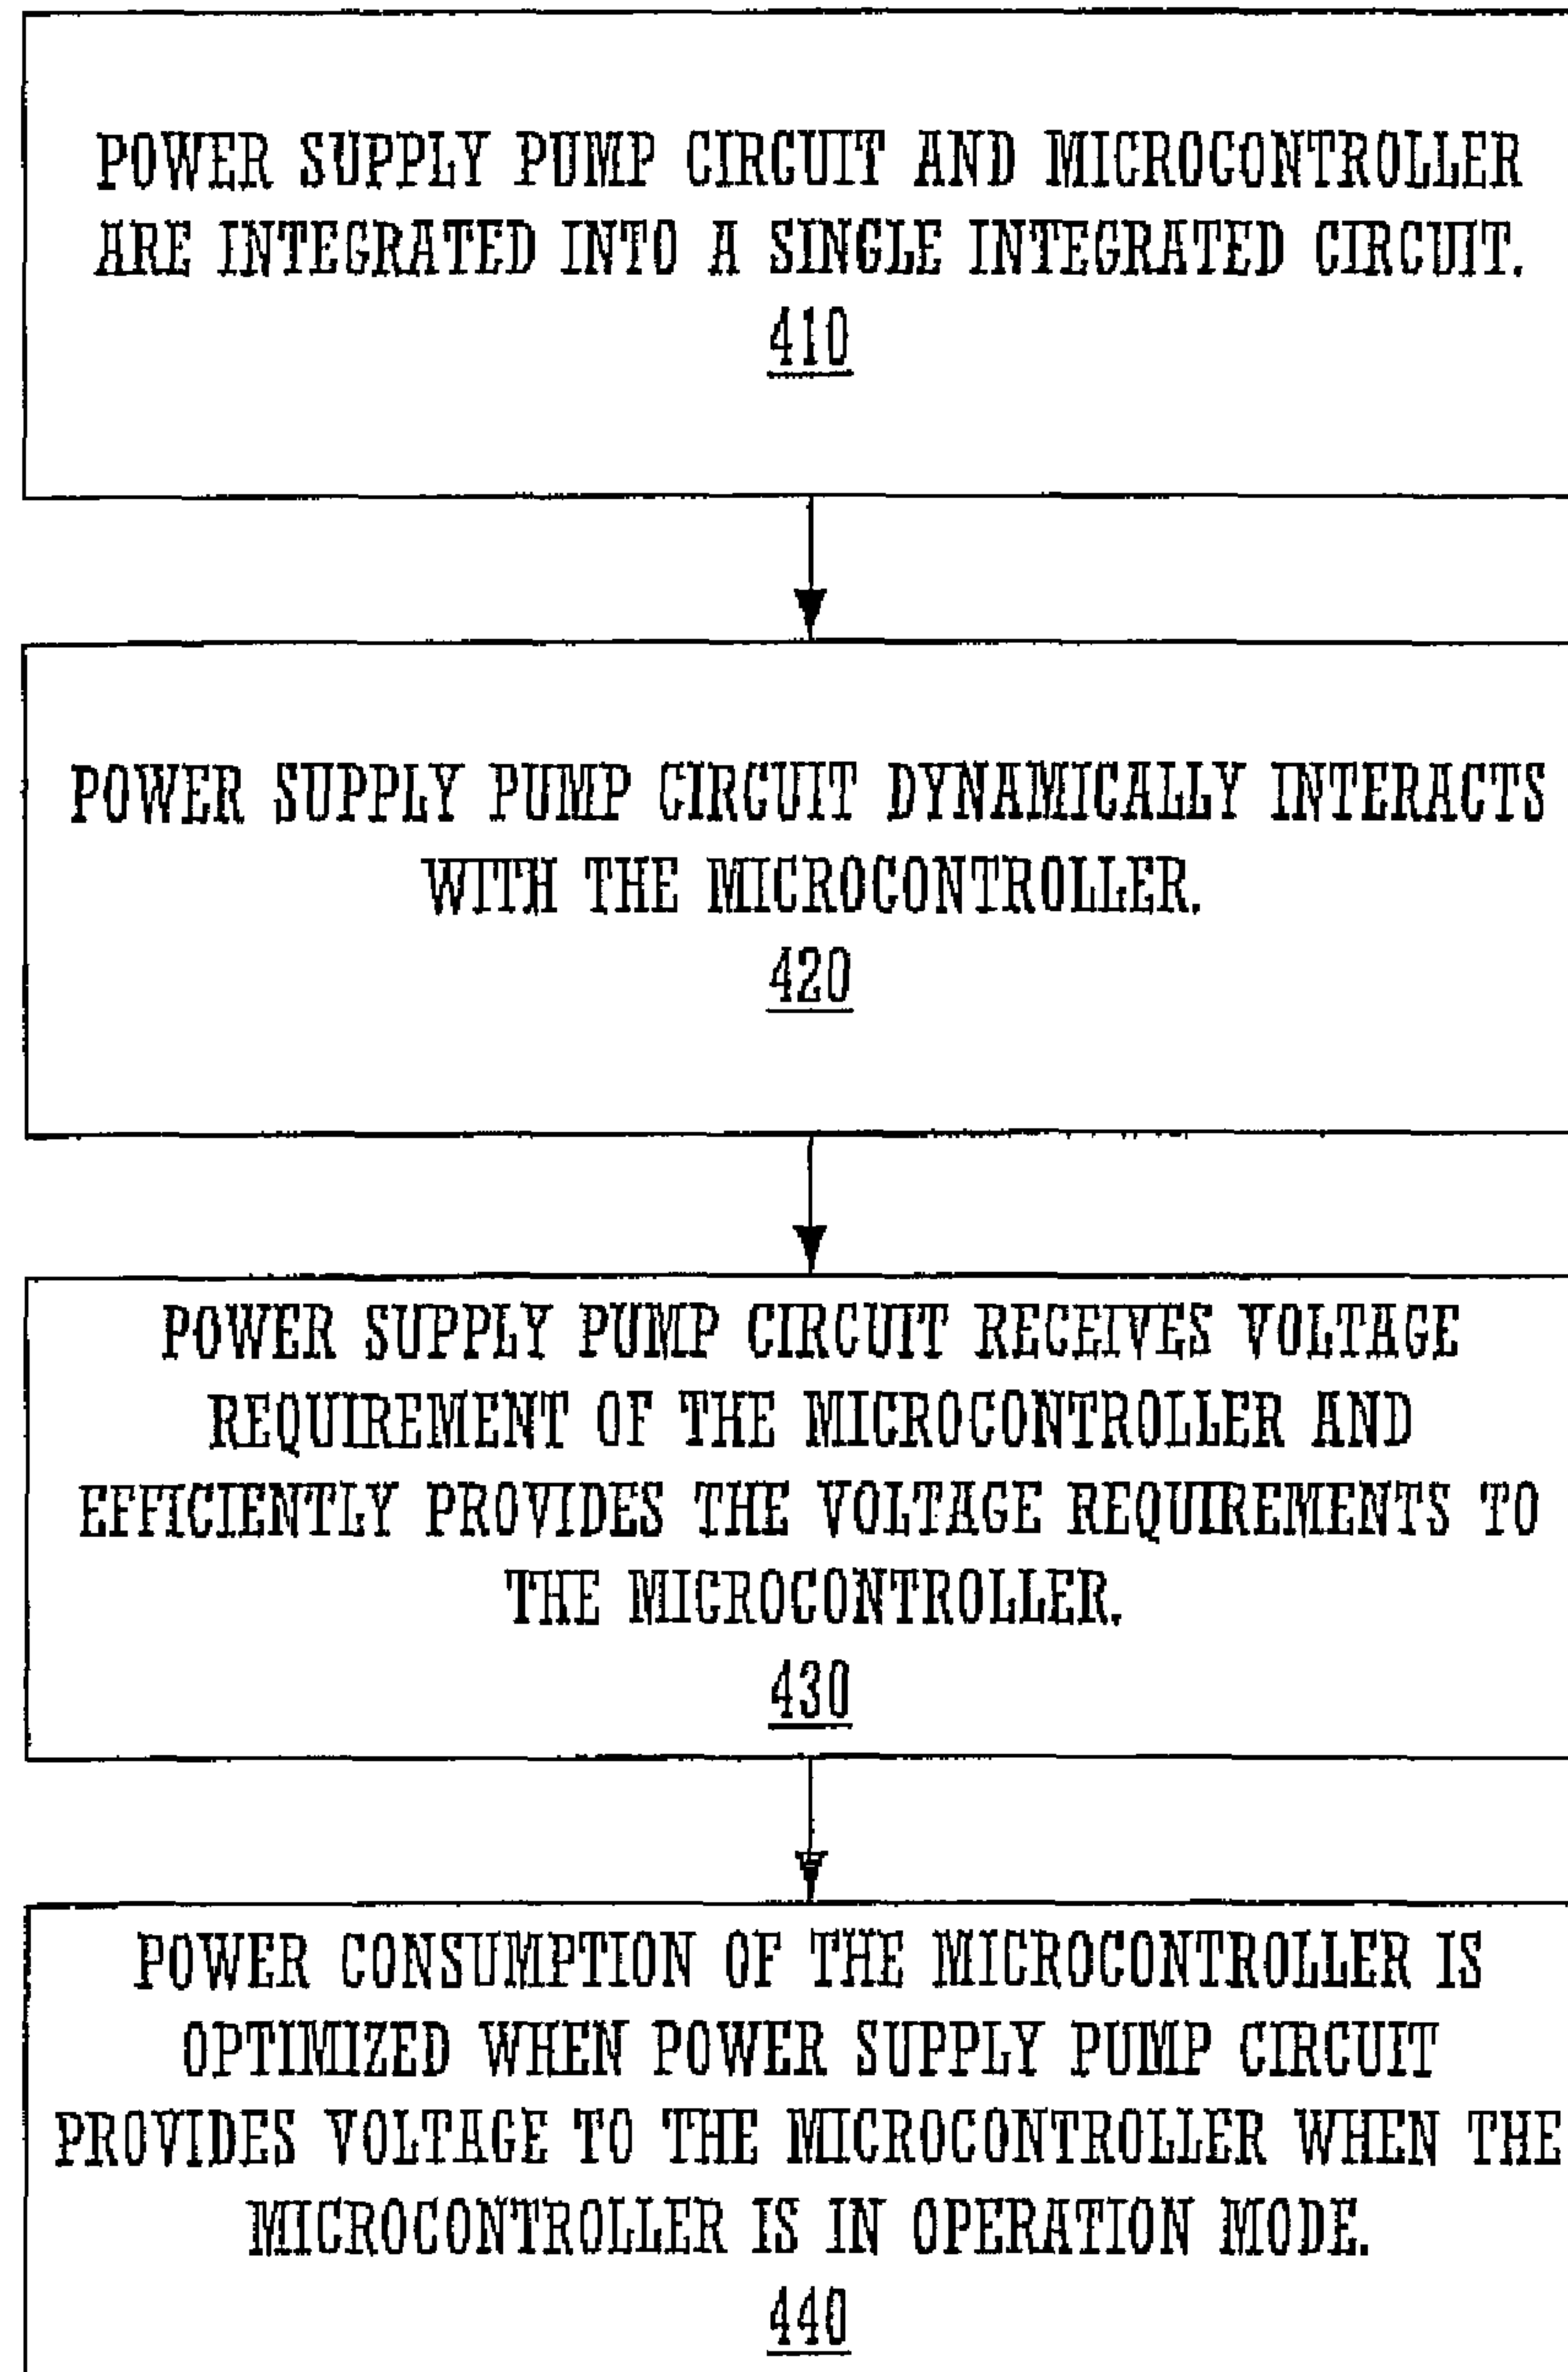 POWER SUPPLY PUMP CIRCUIT AND MICROCONTROLLER
ARE INTEGRATED INTO A SINGLE INTEGRATED CIRCUIT.
410
POWER SUPPLY PUMP CIRCUIT DYNAMICALLY INTERACTS
WITH THE MICROCONTROLLER.
420
POWER SUPPLY PUMP CIRCUIT RECEIVES VOLTAGE
REQUIREMENT OF THE MICROCONTROLLER AND
EFFICIENTLY PROVIDES THE VOLTAGE REQUIREMENTS TO
THE MICROCONTROLLER.
430
POWER CONSUMPTION OF THE MICROCONTROLLER IS
OPTIMIZED WHEN POWER SUPPLY PUMP CIRCUIT
PROVIDES VOLTAGE TO THE MICROCONTROLLER WHEN THE
MICROCONTROLLER IS IN OPERATION MODE.
440